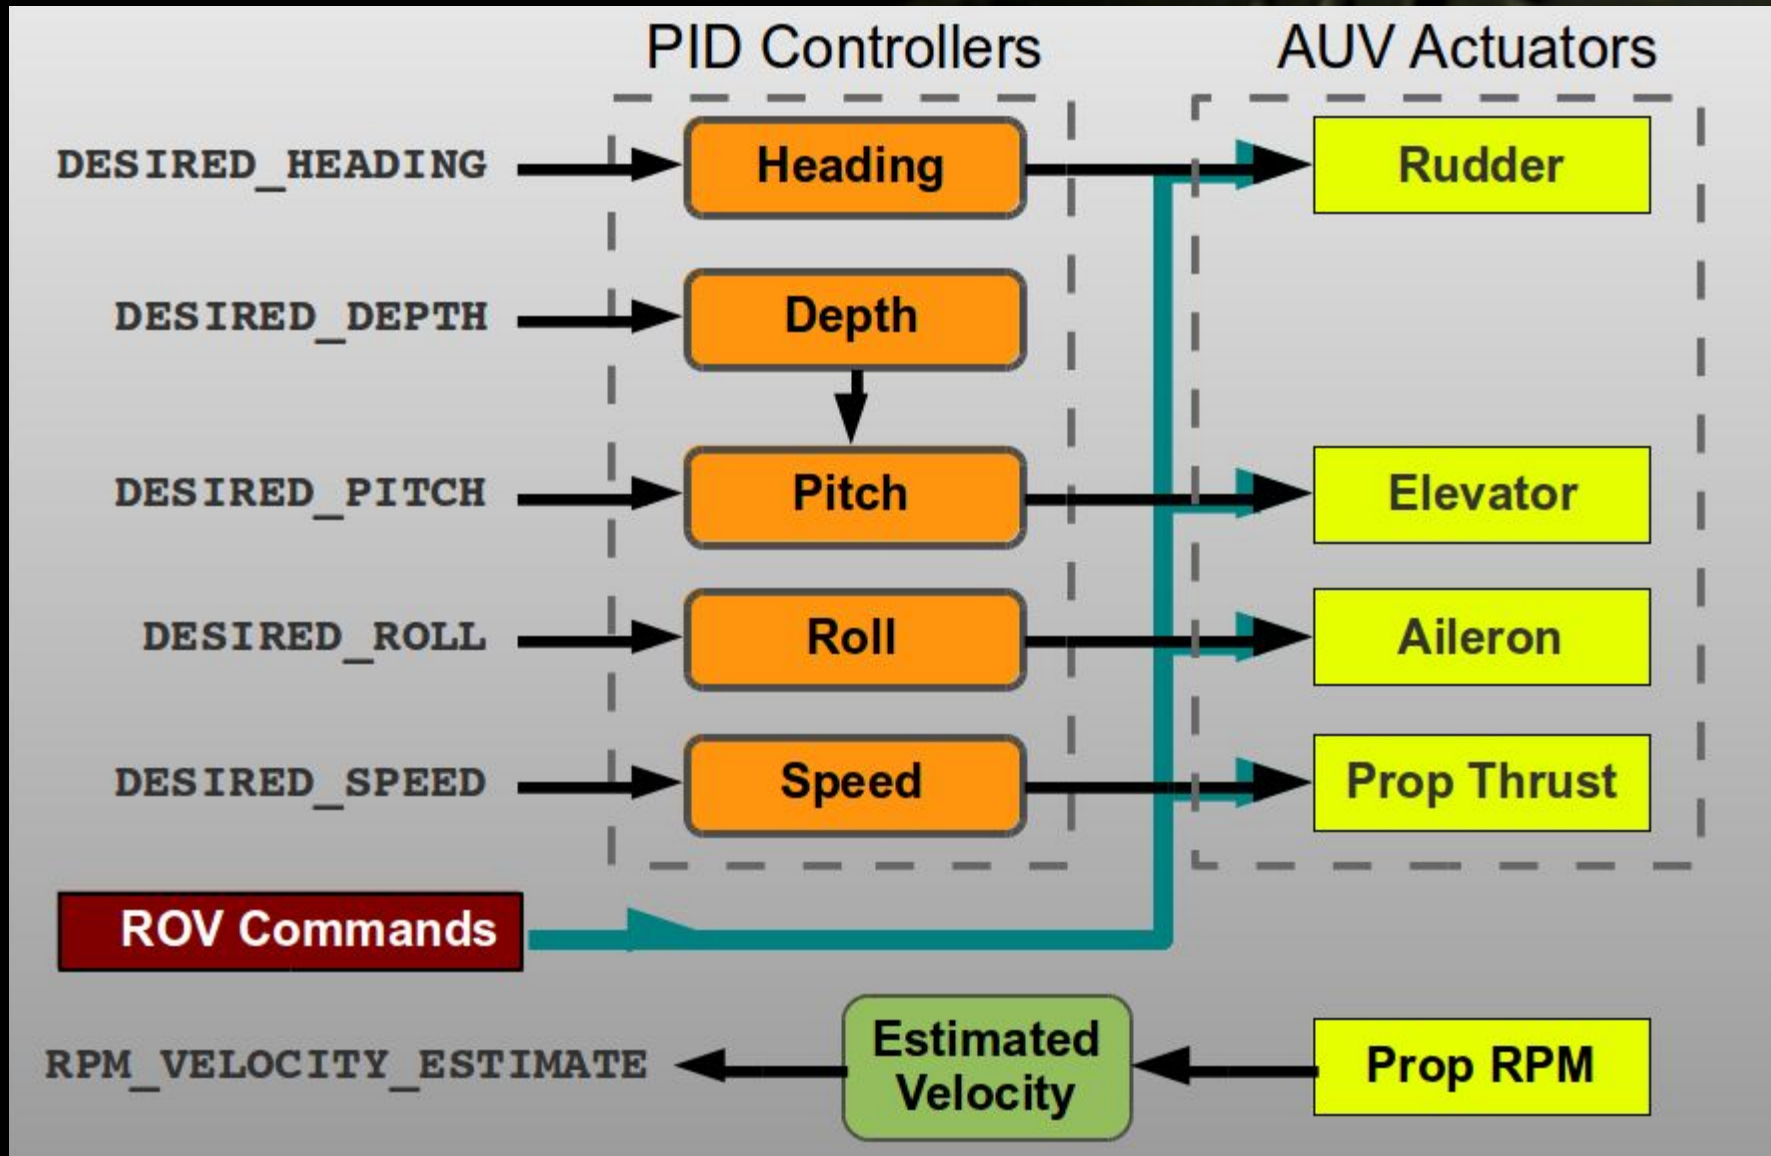 PID Controllers
AUV Actuators
DESIRED_HEADING
Heading
Rudder
DESIRED_DEPTH
Depth
DESIRED_PITCH
Pitch
Elevator
DESIRED_ROLL
Roll
Aileron
DESIRED_SPEED
Speed
Prop Thrust
ROV Commands
RPM_VELOCITY_ESTIMATE
Estimated
Velocity
Prop RPM